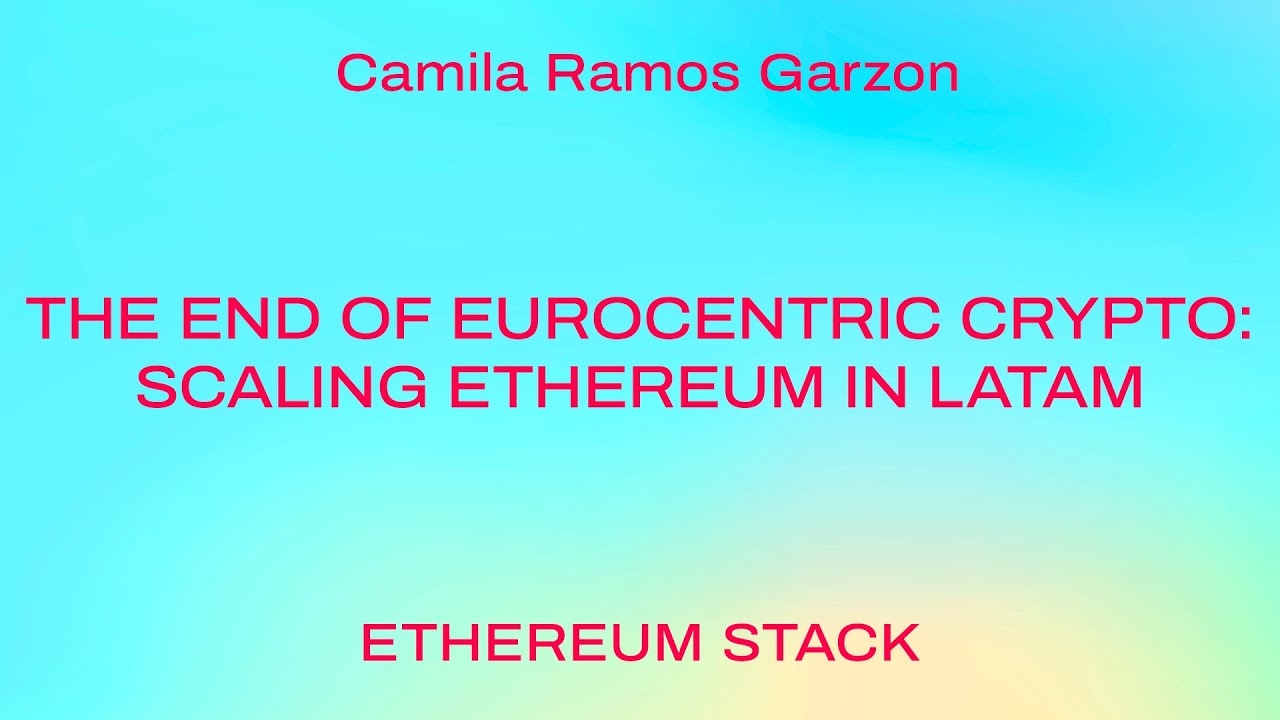 Camila Ramos Garzon
THE END OF EUROCENTRIC CRYPTO:
SCALING ETHEREUM IN LATAM
ETHEREUM STACK